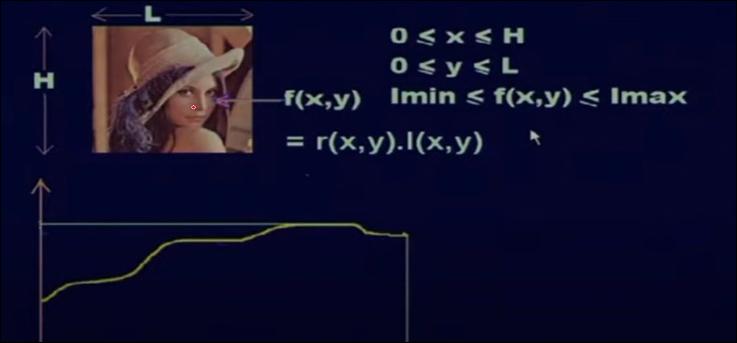 L
H
0 ≤ x ≤ H
0 ≤ y ≤ L
f(x,y) Imin ≤ f(x,y) ≤ Imax
= r(x,y).I(x,y)